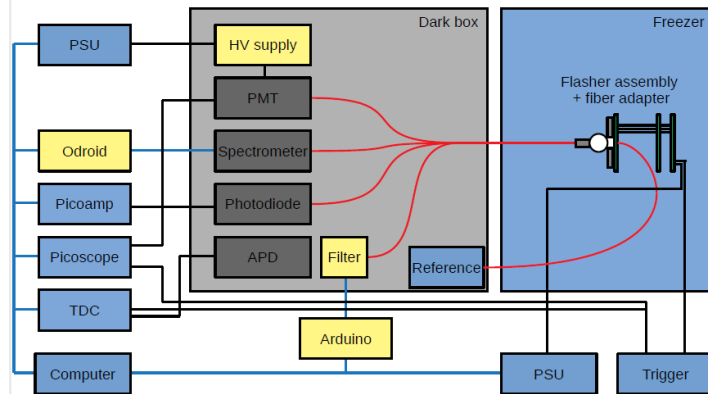 Dark box
Freezer
PSU
HV supply
PMT
Flasher assembly
+ fiber adapter
Odroid
Spectrometer
Picoamp
Photodiode
Picoscope
APD
Filter
Reference
TDC
Arduino
Computer
PSU
Trigger